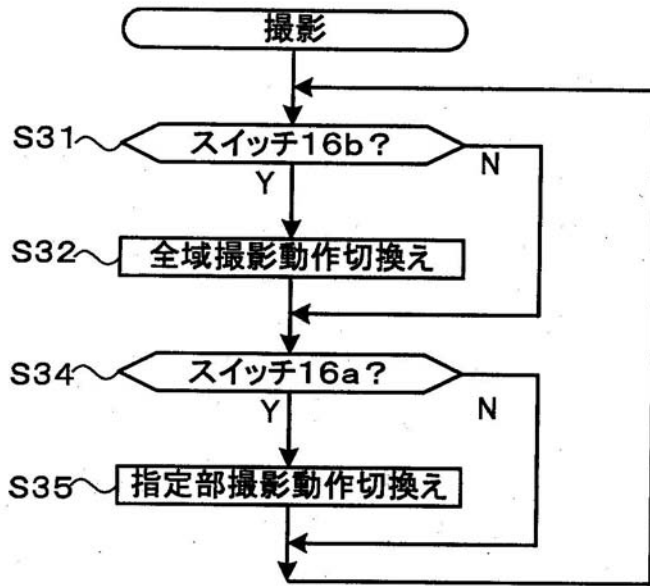 撮影
S31 スイッチ16b?
Y N
S32 全域撮影動作切換え
S34 スイッチ16a?
Y N
S35 指定部撮影動作切換え